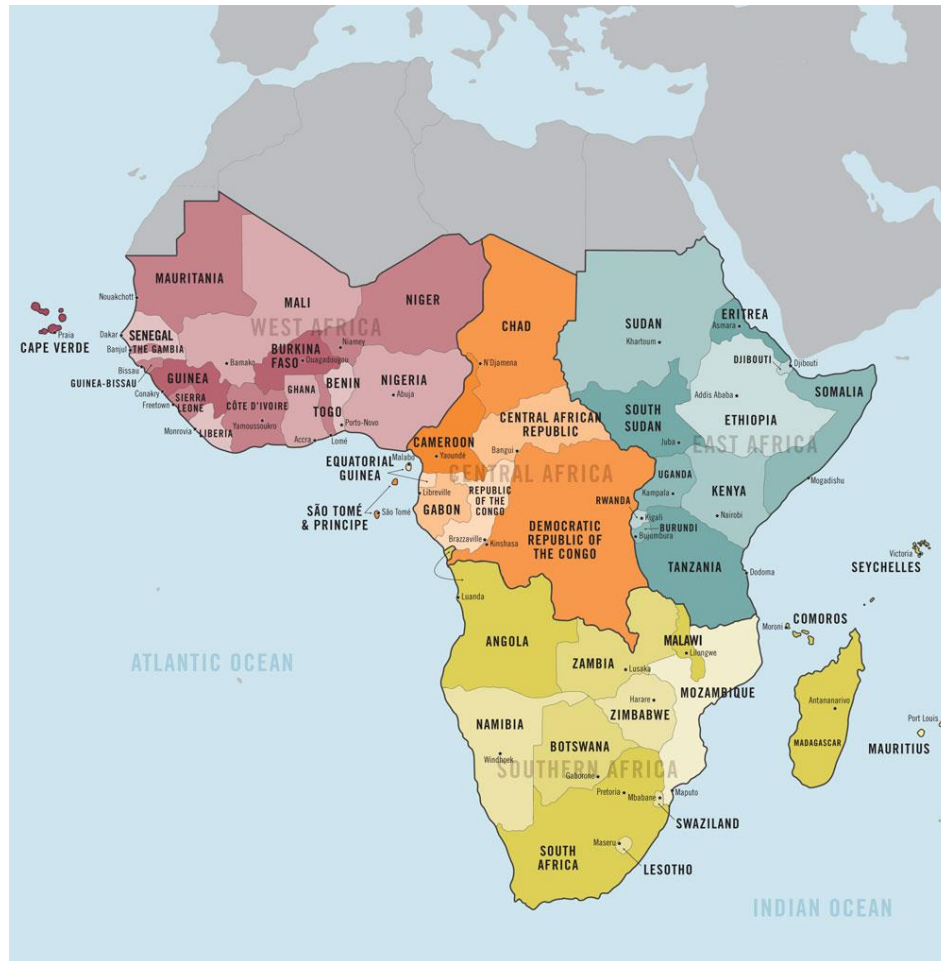 MAURITANIA
Nouakchott
MALI
NIGER
WEST AFRICA
CHAD
SUDAN
Khartoum
ERITREA
Asmara
Praia
CAPE VERDE
Dakar
SENEGAL
Banjul
THE GAMBIA
Bissau
GUINEA-BISSAU
Bamako
BURKINA
FASO
Ouagadougou
Niamey
N'Djamena
DJIBOUTI
Djibouti
GUINEA
Conakry
Freetown
SIERRA
LEONE
CÔTE D'IVOIRE
Yamoussoukro
GHANA
BENIN
TOGO
NIGERIA
Abuja
Porto-Novo
Monrovia
LIBERIA
Accra
Lomé
Addis Ababa
ETHIOPIA
SOMALIA
SOUTH
SUDAN
Juba
EAST AFRICA
CENTRAL AFRICAN
REPUBLIC
Bangui
CAMEROON
Yaoundé
CENTRAL AFRICA
Malabo
EQUATORIAL
GUINEA
Libreville
GABON
REPUBLIC
OF THE
CONGO
SÃO TOMÉ
& PRINCIPE
São Tomé
Brazzaville
Kinshasa
DEMOCRATIC
REPUBLIC OF
THE CONGO
UGANDA
Kampala
KENYA
Nairobi
Mogadishu
RWANDA
Kigali
BURUNDI
Bujumbura
TANZANIA
Dodoma
Victoria
SEYCHELLES
Luanda
ANGOLA
ATLANTIC OCEAN
ZAMBIA
Lusaka
MALAWI
Lilongwe
Moroni
COMOROS
MOZAMBIQUE
Harare
ZIMBABWE
Antananarivo
MADAGASCAR
Port Louis
MAURITIUS
NAMIBIA
Windhoek
BOTSWANA
Gaborone
SOUTHERN AFRICA
Pretoria
Mbabane
Maputo
SWAZILAND
SOUTH
AFRICA
Maseru
LESOTHO
INDIAN OCEAN